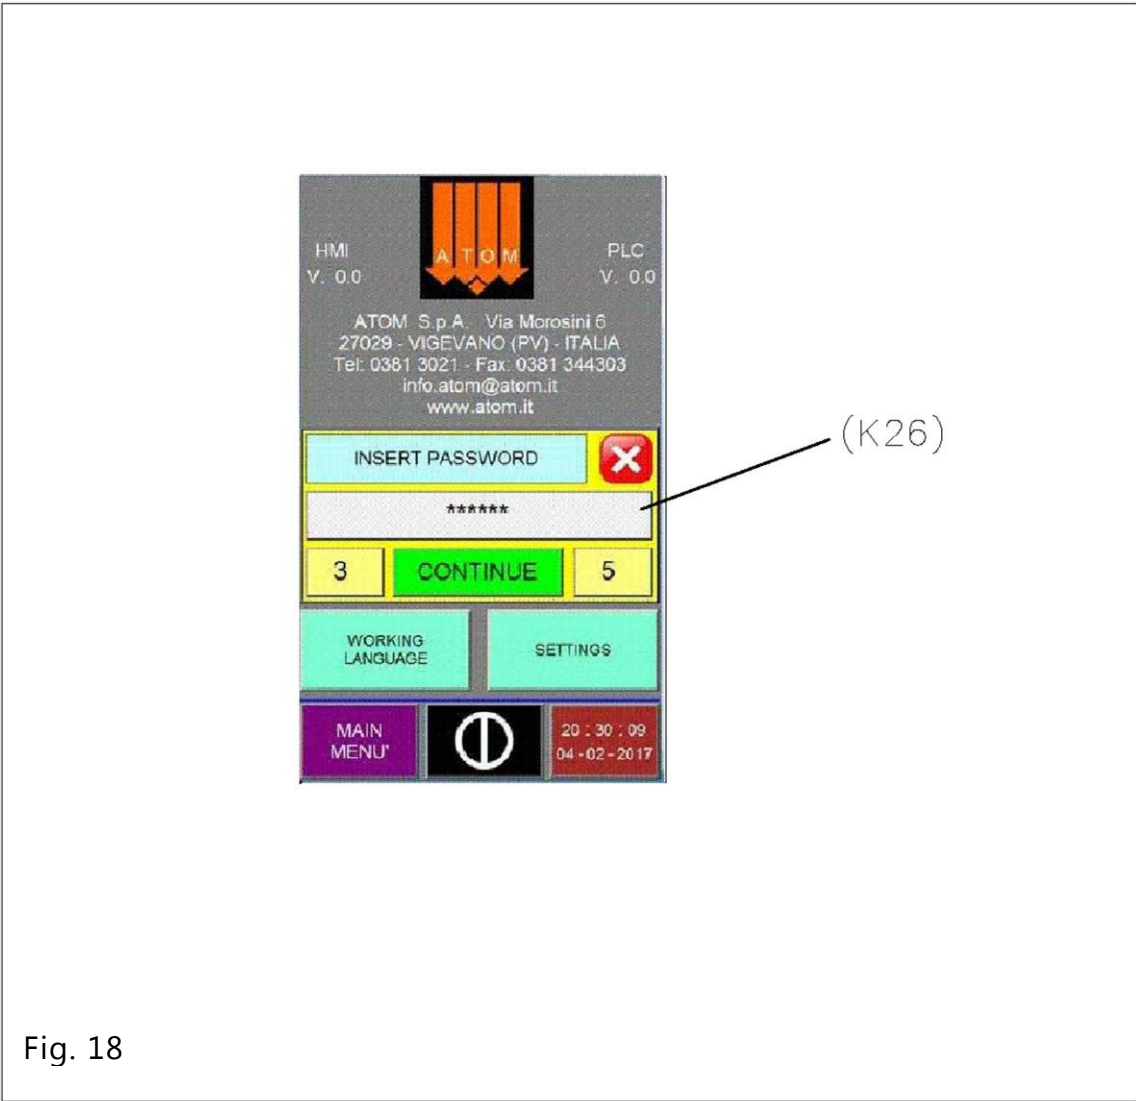 HMI
V. 0.0
ATOM
PLC
V. 0.0
ATOM S.p.A. Via Morosini 6
27029 - VIGEVANO (PV) - ITALIA
Tel: 0381 3021 - Fax: 0381 344303
info.atom@atom.it
www.atom.it
INSERT PASSWORD
******
3
CONTINUE
5
(K26)
WORKING
LANGUAGE
SETTINGS
MAIN
MENU'
20 : 30 : 09
04 - 02 - 2017
Fig. 18